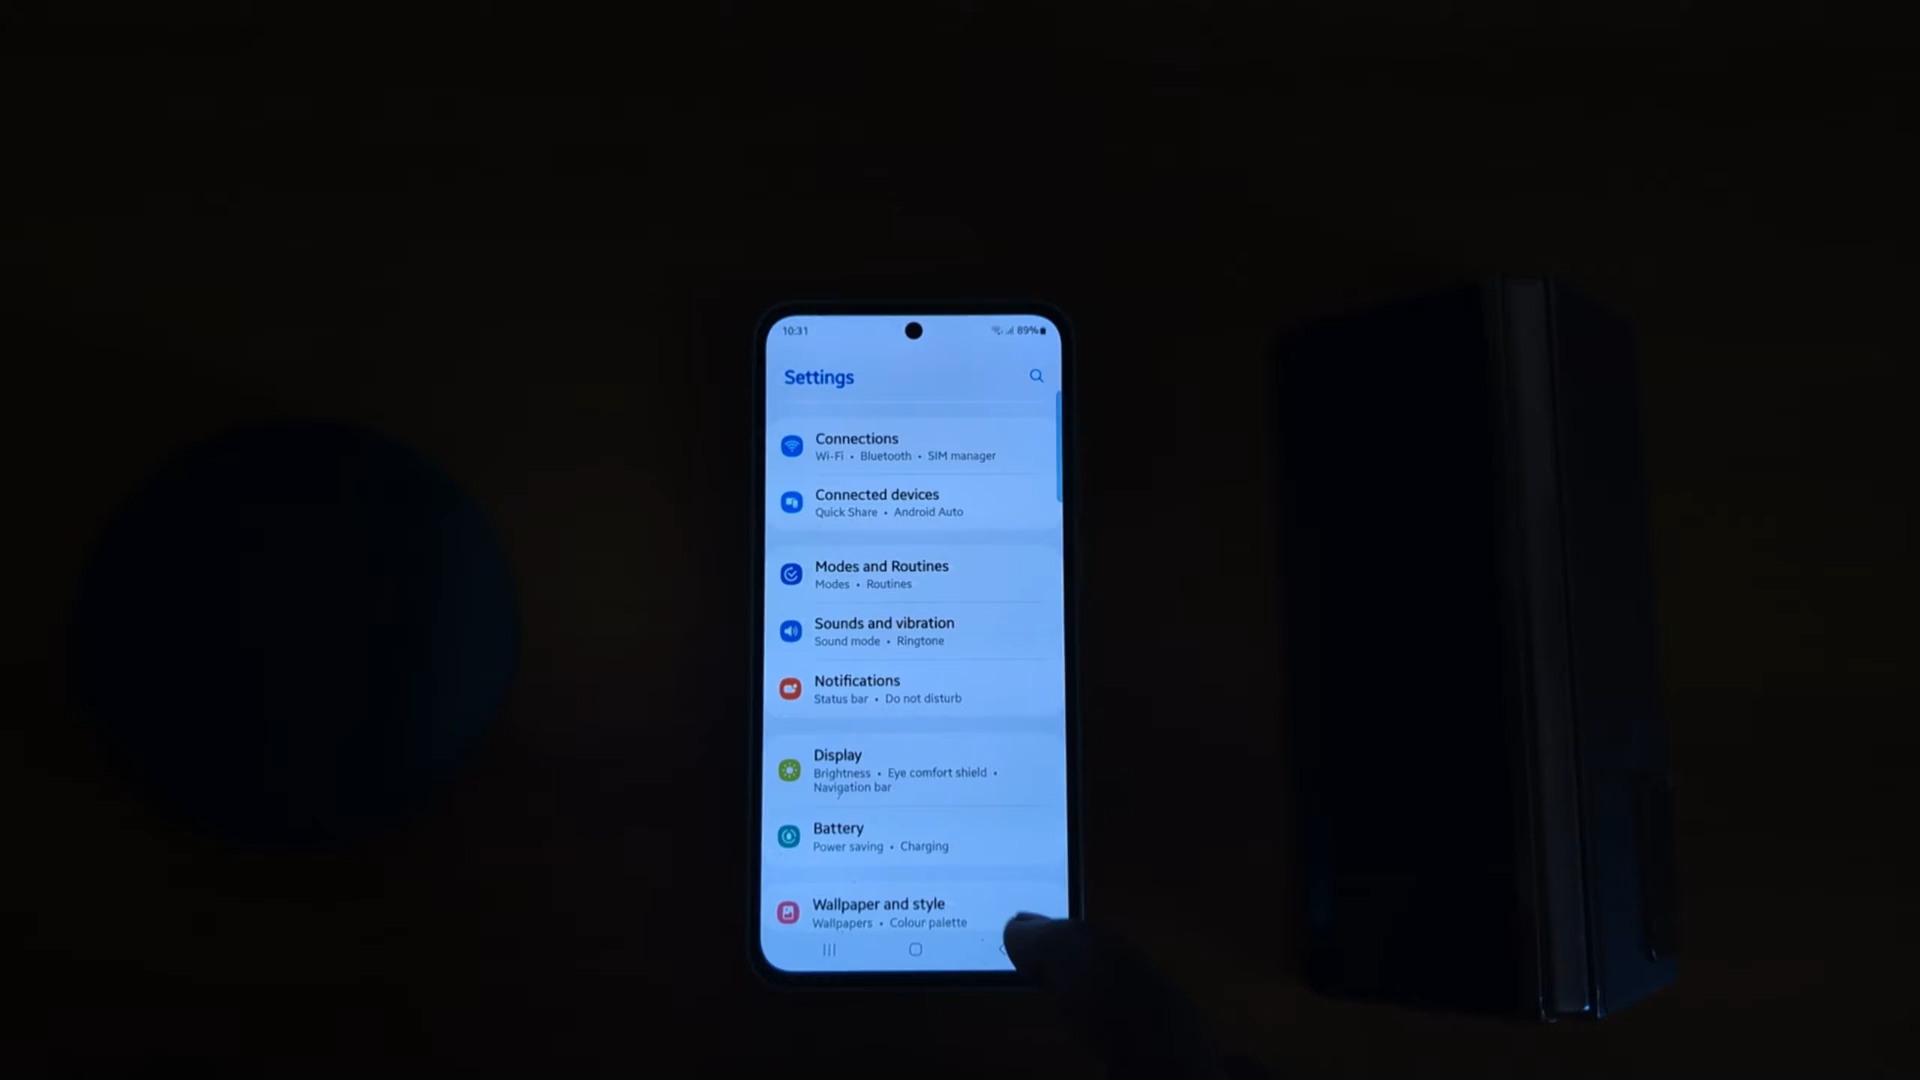 10:31
89%
Settings
Connections
Wi-Fi • Bluetooth • SIM manager
Connected devices
Quick Share • Android Auto
Modes and Routines
Modes • Routines
Sounds and vibration
Sound mode • Ringtone
Notifications
Status bar • Do not disturb
Display
Brightness • Eye comfort shield •
Navigation bar
Battery
Power saving • Charging
Wallpaper and style
Wallpapers • Colour palette